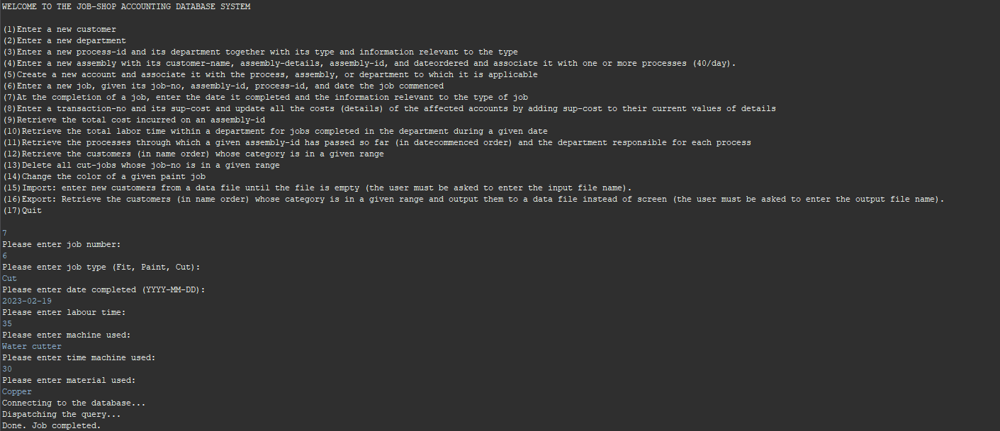 WELCOME TO THE JOB-SHOP ACCOUNTING DATABASE SYSTEM
(1)Enter a new customer
(2)Enter a new department
(3)Enter a new process-id and its department together with its type and information relevant to the type
(4)Enter a new assembly with its customer-name, assembly-details, assembly-id, and dateordered and associate it with one or more processes (40/day).
(5)Create a new account and associate it with the process, assembly, or department to which it is applicable
(6)Enter a new job, given its job-no, assembly-id, process-id, and date the job commenced
(7)At the completion of a job, enter the date it completed and the information relevant to the type of job
(8)Enter a transaction-no and its sup-cost and update all the costs (details) of the affected accounts by adding sup-cost to their current values of details
(9)Retrieve the total cost incurred on an assembly-id
(10)Retrieve the total labor time within a department for jobs completed in the department during a given date
(11)Retrieve the processes through which a given assembly-id has passed so far (in datecommenced order) and the department responsible for each process
(12)Retrieve the customers (in name order) whose category is in a given range
(13)Delete all cut-jobs whose job-no is in a given range
(14)Change the color of a given paint job
(15)Import: enter new customers from a data file until the file is empty (the user must be asked to enter the input file name).
(16)Export: Retrieve the customers (in name order) whose category is in a given range and output them to a data file instead of screen (the user must be asked to enter the output file name).
(17)Quit
7
Please enter job number:
6
Please enter job type (Fit, Paint, Cut):
Cut
Please enter date completed (YYYY-MM-DD):
2023-02-19
Please enter labour time:
35
Please enter machine used:
Water cutter
Please enter time machine used:
30
Please enter material used:
Copper
Connecting to the database...
Dispatching the query...
Done. Job completed.